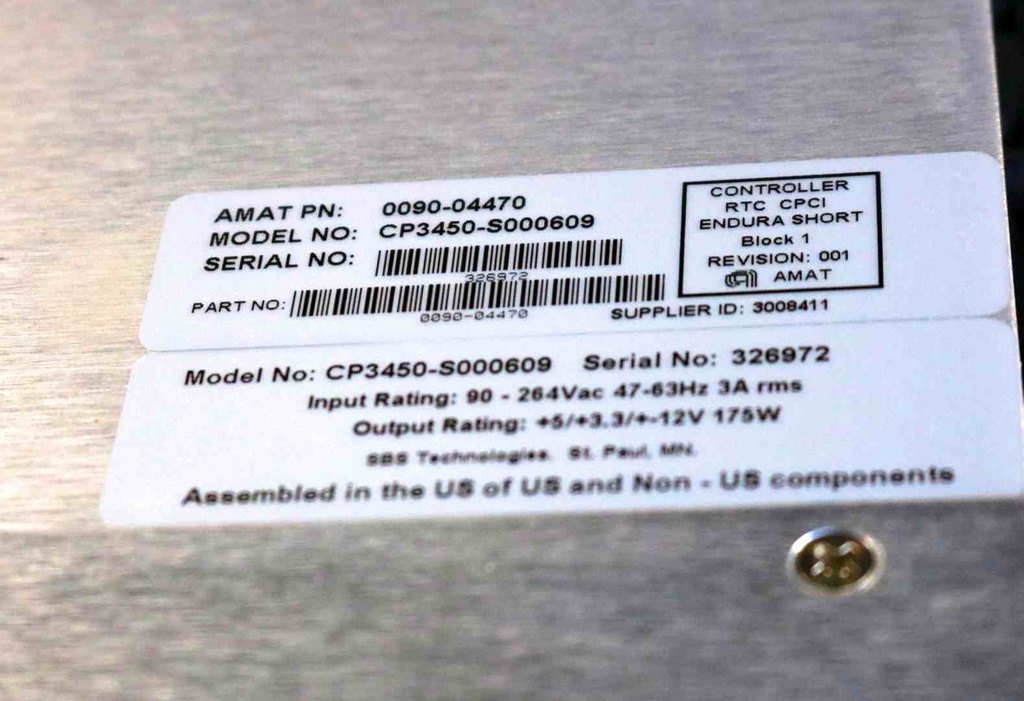 AMAT PN: 0090-04470
MODEL NO: CP3450-S000609
SERIAL NO:
326972
PART NO:
0090-04470
CONTROLLER
RTC CPCI
ENDURA SHORT
Block 1
REVISION: 001
AMAT
SUPPLIER ID: 3008411
Model No: CP3450-S000609 Serial No: 326972
Input Rating: 90 - 264Vac 47-63Hz 3A rms
Output Rating: +5/+3.3/+-12V 175W
SBS Technologies, St. Paul, MN.
Assembled in the US of US and Non - US components